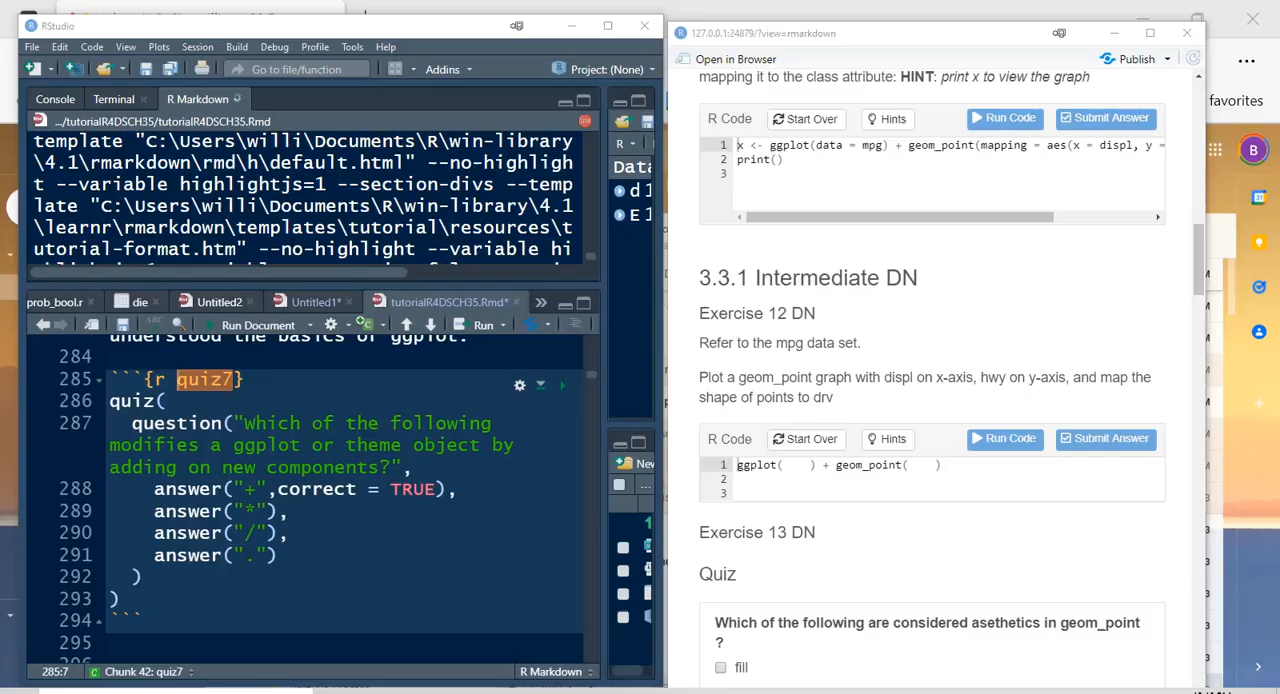 RStudio
File Edit Code View Plots Session Build Debug Profile Tools Help
Go to file/function Addins Project: (None)
Console Terminal R Markdown
.../tutorialR4DSCH35/tutorialR4DSCH35.Rmd
template "C:\Users\willi\Documents\R\win-library
\4.1\rmarkdown\rmd\h\default.html" --no-highligh
t --variable highlightjs=1 --section-divs --temp
late "C:\Users\willi\Documents\R\win-library\4.1
\learnr\rmarkdown\templates\tutorial\resources\t
utorial-format.htm" --no-highlight --variable hi
prob_bool.r die Untitled2 Untitled1* tutorialR4DSCH35.Rmd*
Run Document Run
understood the basics of ggplot.
284
285 ```{r quiz7}
286 quiz(
287 question("Which of the following
modifies a ggplot or theme object by
adding on new components?",
288 answer("+",correct = TRUE),
289 answer("*"),
290 answer("/"),
291 answer(".")
292 )
293 )
294 ```
295
285:7 Chunk 42: quiz7 R Markdown
R
Data
d 1
E 1
New
127.0.0.1:24879/?view=rmarkdown
Open in Browser Publish
mapping it to the class attribute: HINT: print x to view the graph
R Code Start Over Hints Run Code Submit Answer
1 x <- ggplot(data = mpg) + geom_point(mapping = aes(x = displ, y =
2 print()
3
3.3.1 Intermediate DN
Exercise 12 DN
Refer to the mpg data set.
Plot a geom_point graph with displ on x-axis, hwy on y-axis, and map the
shape of points to drv
R Code Start Over Hints Run Code Submit Answer
1 ggplot( ) + geom_point( )
2
3
Exercise 13 DN
Quiz
Which of the following are considered asethetics in geom_point
?
fill
favorites
B